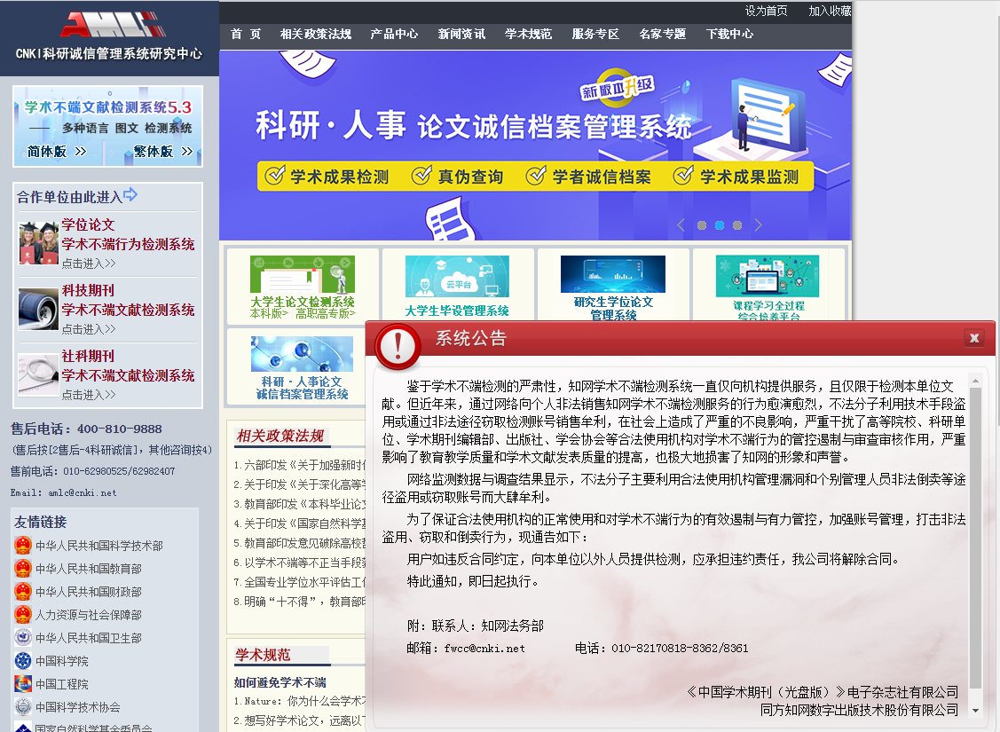 AMLC
CNKI科研诚信管理系统研究中心
设为首页 加入收藏
首 页 相关政策法规 产品中心 新闻资讯 学术规范 服务专区 名家专题 下载中心
学术不端文献检测系统5.3
—— 多种语言 图文 检测系统
简体版 >> 繁体版 >>
合作单位由此进入
学位论文
学术不端行为检测系统
点击进入>>
科技期刊
学术不端文献检测系统
点击进入>>
社科期刊
学术不端文献检测系统
点击进入>>
售后电话：400-810-9888
(售后按[2售后-4科研诚信]，其他咨询按4)
售前电话：010-62980525/62982407
Email：amlc@cnki.net
友情链接
中华人民共和国科学技术部
中华人民共和国教育部
中华人民共和国财政部
人力资源与社会保障部
中华人民共和国卫生部
中国科学院
中国工程院
中国科学技术协会
国家自然科学基金委员会
新版本升级
科研·人事 论文诚信档案管理系统
学术成果检测 真伪查询 学者诚信档案 学术成果监测
大学生论文检测系统
本科版> 高职高专版>
云平台
大学生毕设管理系统
研究生学位论文
管理系统
课程学习全过程
综合培养平台
科研·人事论文
诚信档案管理系统
相关政策法规
1.六部印发《关于加强新时
2.关于印发《关于深化高等学
3.教育部印发《本科毕业论文
4.关于印发《国家自然科学基
5.教育部印发意见破除高校
6.以学术不端等不正当手段
7.全国专业学位水平评估工作
8.明确“十不得”，教育部印
学术规范
如何避免学术不端
1.Nature：你为什么会学术不
2.想写好学术论文，远离以下
系统公告
x
鉴于学术不端检测的严肃性，知网学术不端检测系统一直仅向机构提供服务，且仅限于检测本单位文
献。但近年来，通过网络向个人非法销售知网学术不端检测服务的行为愈演愈烈，不法分子利用技术手段盗
用或通过非法途径窃取检测账号销售牟利，在社会上造成了严重的不良影响，严重干扰了高等院校、科研单
位、学术期刊编辑部、出版社、学会协会等合法使用机构对学术不端行为的管控遏制与审查审核作用，严重
影响了教育教学质量和学术文献发表质量的提高，也极大地损害了知网的形象和声誉。
网络监测数据与调查结果显示，不法分子主要利用合法使用机构管理漏洞和个别管理人员非法倒卖等途
径盗用或窃取账号而大肆牟利。
为了保证合法使用机构的正常使用和对学术不端行为的有效遏制与有力管控，加强账号管理，打击非法
盗用、窃取和倒卖行为，现通告如下：
用户如违反合同约定，向本单位以外人员提供检测，应承担违约责任，我公司将解除合同。
特此通知，即日起执行。
附：联系人：知网法务部
邮箱：fwcc@cnki.net 电话：010-82170818-8362/8361
《中国学术期刊（光盘版）》电子杂志社有限公司
同方知网数字出版技术股份有限公司